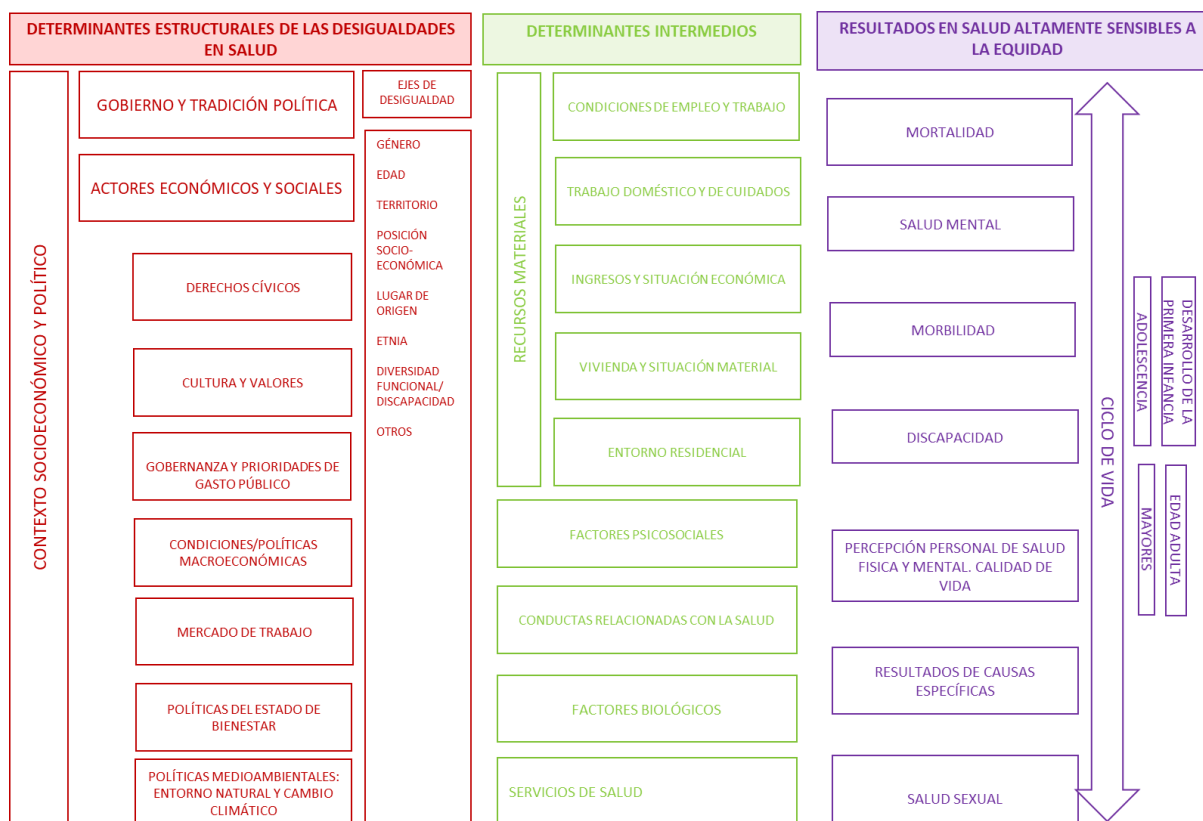 DETERMINANTES ESTRUCTURALES DE LAS DESIGUALDADES
EN SALUD
CONTEXTO SOCIOECONÓMICO Y POLÍTICO
GOBIERNO Y TRADICIÓN POLÍTICA
ACTORES ECONÓMICOS Y SOCIALES
DERECHOS CÍVICOS
CULTURA Y VALORES
GOBERNANZA Y PRIORIDADES DE
GASTO PÚBLICO
CONDICIONES/POLÍTICAS
MACROECONÓMICAS
MERCADO DE TRABAJO
POLÍTICAS DEL ESTADO DE
BIENESTAR
POLÍTICAS MEDIOAMBIENTALES:
ENTORNO NATURAL Y CAMBIO
CLIMÁTICO
EJES DE
DESIGUALDAD
GÉNERO
EDAD
TERRITORIO
POSICIÓN
SOCIO-
ECONÓMICA
LUGAR DE
ORIGEN
ETNIA
DIVERSIDAD
FUNCIONAL/
DISCAPACIDAD
OTROS
DETERMINANTES INTERMEDIOS
RECURSOS MATERIALES
CONDICIONES DE EMPLEO Y TRABAJO
TRABAJO DOMÉSTICO Y DE CUIDADOS
INGRESOS Y SITUACIÓN ECONÓMICA
VIVIENDA Y SITUACIÓN MATERIAL
ENTORNO RESIDENCIAL
FACTORES PSICOSOCIALES
CONDUCTAS RELACIONADAS CON LA SALUD
FACTORES BIOLÓGICOS
SERVICIOS DE SALUD
RESULTADOS EN SALUD ALTAMENTE SENSIBLES A
LA EQUIDAD
MORTALIDAD
SALUD MENTAL
MORBILIDAD
DISCAPACIDAD
PERCEPCIÓN PERSONAL DE SALUD
FISICA Y MENTAL. CALIDAD DE
VIDA
RESULTADOS DE CAUSAS
ESPECÍFICAS
SALUD SEXUAL
CICLO DE VIDA
DESARROLLO DE LA
PRIMERA INFANCIA
ADOLESCENCIA
EDAD ADULTA
MAYORES